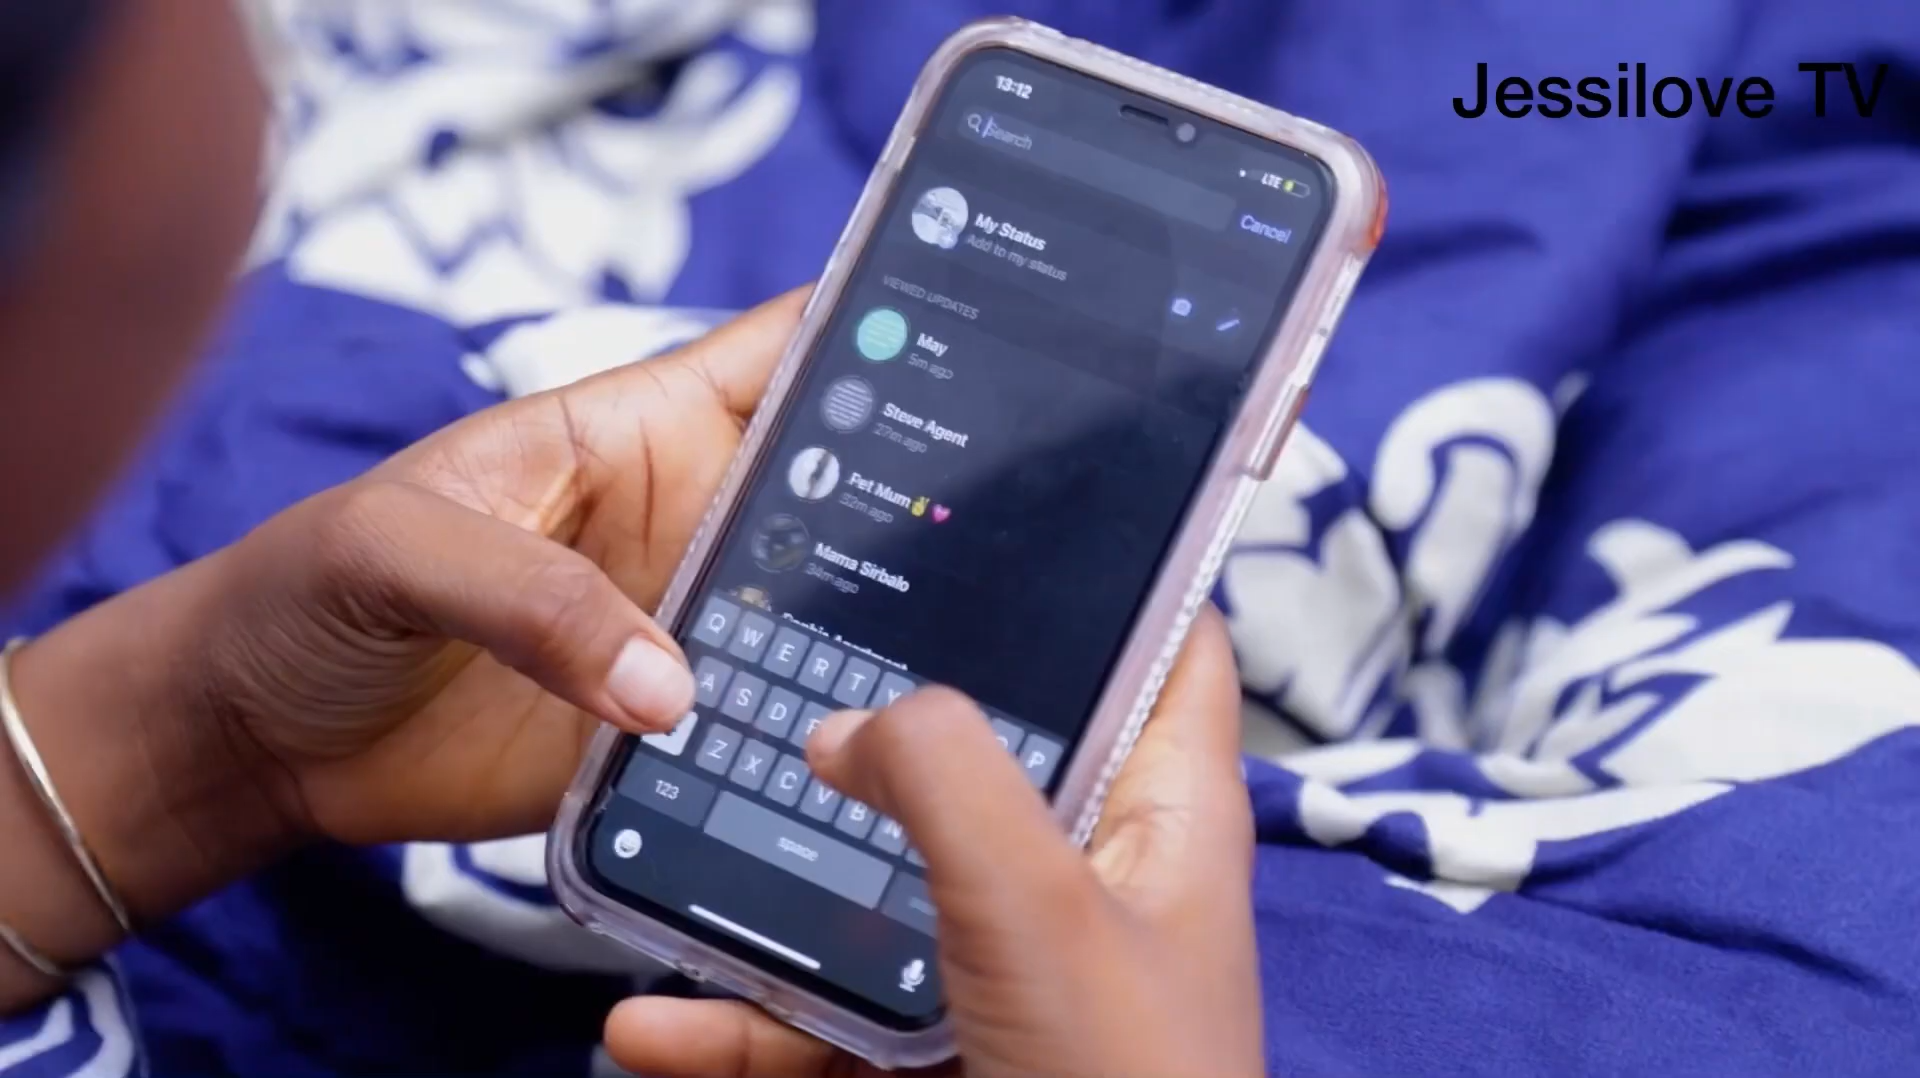 Jessilove TV
13:12
LTE
Search
Cancel
My Status
Add to my status
VIEWED UPDATES
May
5m ago
Steve Agent
27m ago
Pet Mum✌️💗
32m ago
Mama Sirbalo
34m ago
Q W E R T Y P
A S D F
Z X C V B N
123
space